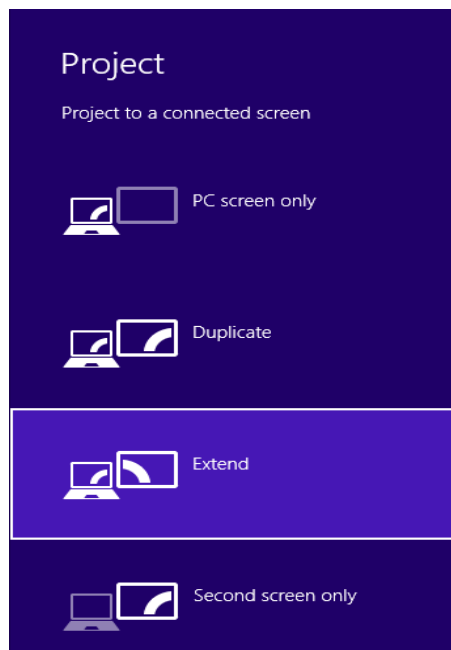 Project
Project to a connected screen
PC screen only
Duplicate
Extend
Second screen only